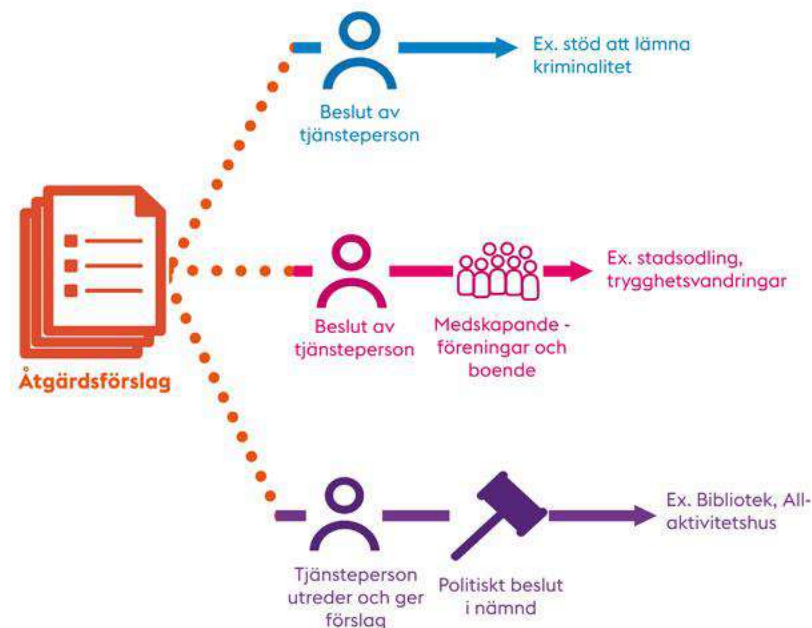 Ex. stöd att lämna
kriminalitet
Beslut av
tjänsteperson
Åtgärdsförslag
Ex. stadsodling,
trygghetsvandringar
Beslut av
tjänsteperson
Medskapande -
föreningar och
boende
Ex. Bibliotek, All-
aktivitetshus
Tjänsteperson
utreder och ger
förslag
Politiskt beslut
i nämnd